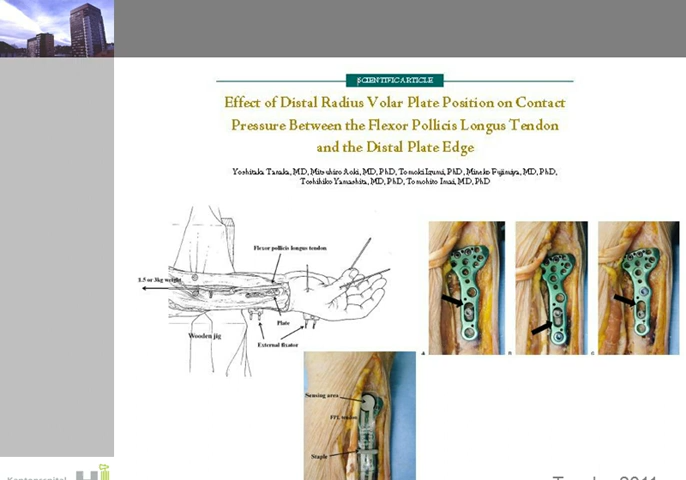 SCIENTIFIC ARTICLE
Effect of Distal Radius Volar Plate Position on Contact
Pressure Between the Flexor Pollicis Longus Tendon
and the Distal Plate Edge
Yoshitaka Tanaka, MD, Mitsuhiro Aoki, MD, PhD, Tomoki Izumi, PhD, Mineko Fujimiya, MD, PhD,
Toshihiko Yamashita, MD, PhD, Tomohito Imai, MD, PhD
Flexor pollicis longus tendon
1.5 or 3kg weight
Plate
Wooden jig
External fixator
A
B
C
Sensing area
FPL tendon
Staple
Kantonsspital
2011